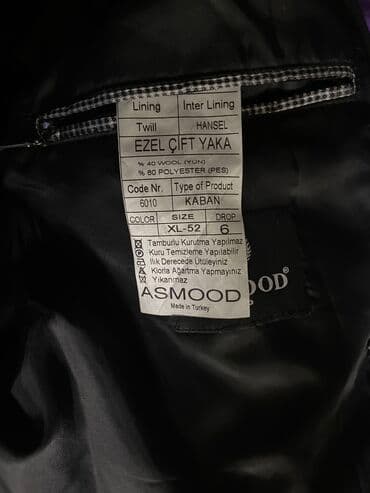 Lining Inter Lining
Twill HANSEL
EZEL ÇİFT YAKA
% 40 WOOL (YÜN)
% 60 POLYESTER (PES)
Code Nr. Type of Product
6010 KABAN
COLOR SIZE DROP
XL-52 6
Tamburlu Kurutma Yapılmaz
Kuru Temizleme Yapılabilir
Ilık Derecede Ütüleyiniz
Klorla Ağartma Yapmayınız
Yıkanmaz
ASMOOD
Made in Turkey
OOD®